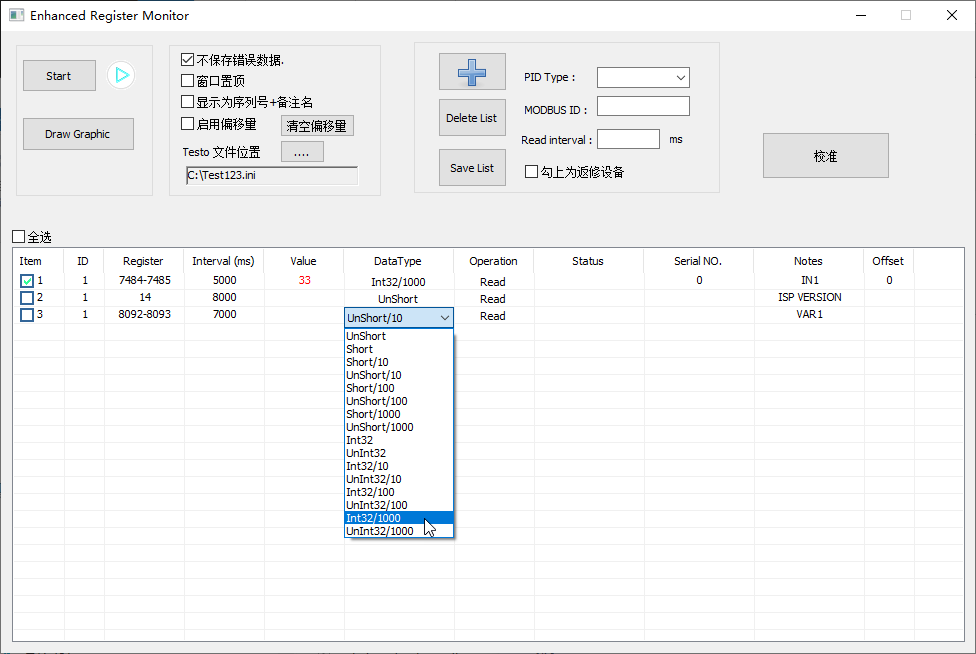 Enhanced Register Monitor
Start
Draw Graphic
不保存错误数据.
窗口置顶
显示为序列号+备注名
启用偏移量 清空偏移量
Testo 文件位置 ....
C:\Test123.ini
Delete List
Save List
PID Type :
MODBUS ID :
Read interval : ms
勾上为返修设备
校准
全选
Item ID Register Interval (ms) Value DataType Operation Status Serial NO. Notes Offset
1 1 7484-7485 5000 33 Int32/1000 Read 0 IN1 0
2 1 14 8000 UnShort Read ISP VERSION
3 1 8092-8093 7000 UnShort/10 Read VAR1
UnShort
Short
Short/10
UnShort/10
Short/100
UnShort/100
Short/1000
UnShort/1000
Int32
UnInt32
Int32/10
UnInt32/10
Int32/100
UnInt32/100
Int32/1000
UnInt32/1000